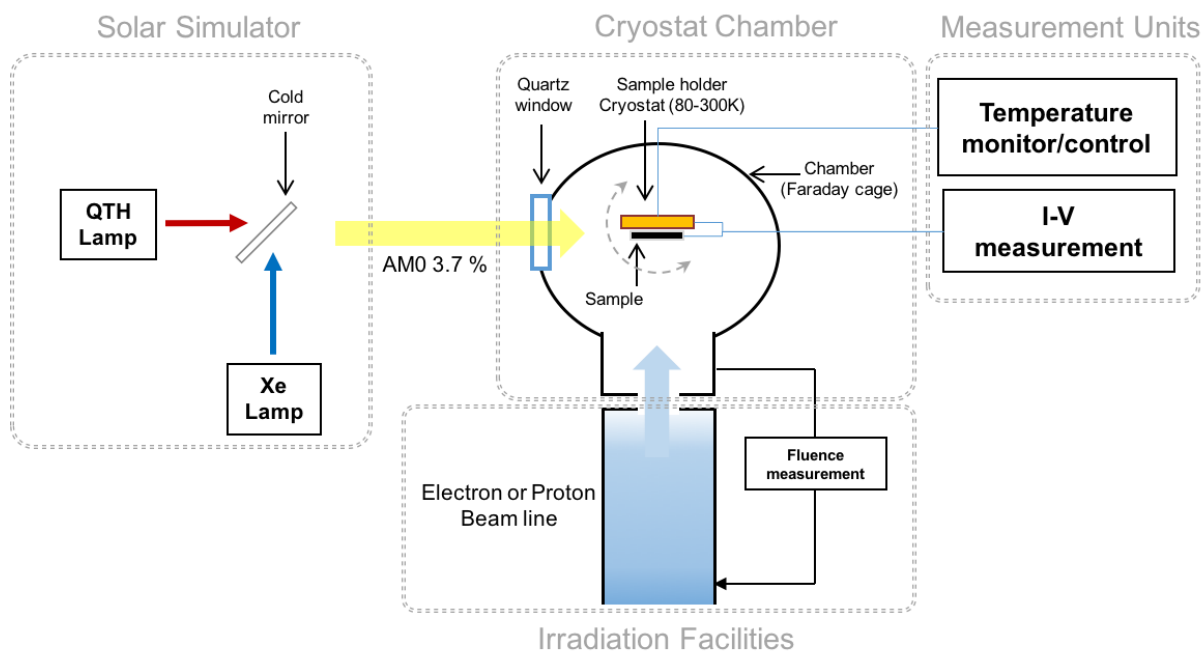 Solar Simulator
Cryostat Chamber
Measurement Units
Cold
mirror
QTH
Lamp
Xe
Lamp
AM0 3.7 %
Quartz
window
Sample holder
Cryostat (80-300K)
Chamber
(Faraday cage)
Sample
Temperature
monitor/control
I-V
measurement
Electron or Proton
Beam line
Fluence
measurement
Irradiation Facilities